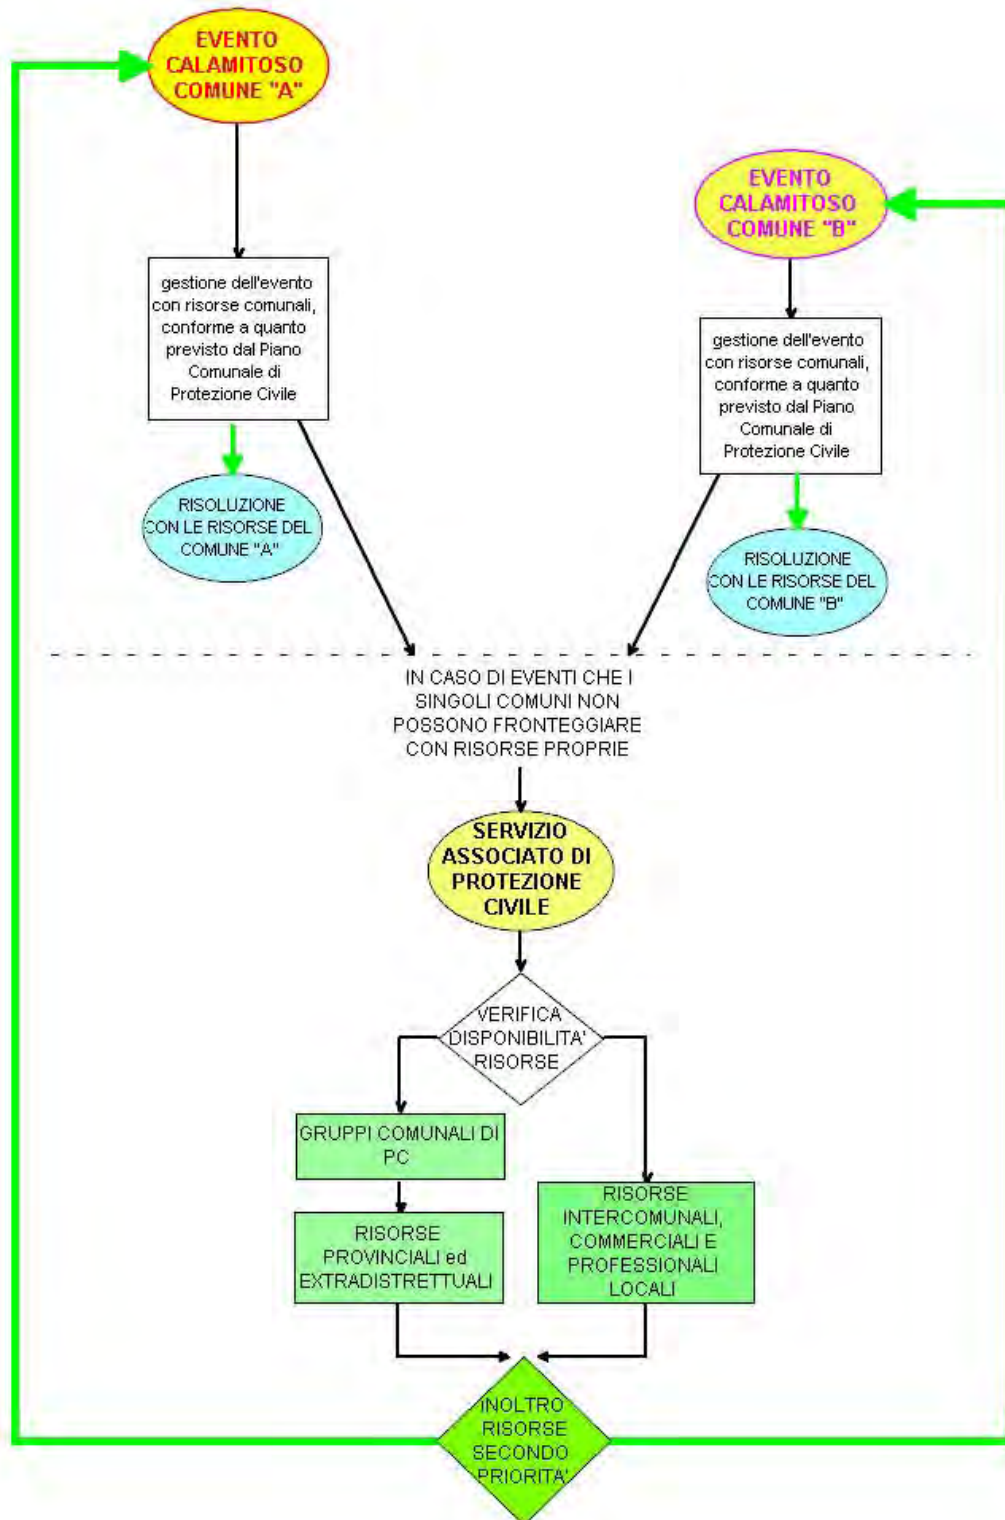 EVENTO
CALAMITOSO
COMUNE "A"
EVENTO
CALAMITOSO
COMUNE "B"
gestione dell'evento
con risorse comunali,
conforme a quanto
previsto dal Piano
Comunale di
Protezione Civile
gestione dell'evento
con risorse comunali,
conforme a quanto
previsto dal Piano
Comunale di
Protezione Civile
RISOLUZIONE
CON LE RISORSE DEL
COMUNE "A"
RISOLUZIONE
CON LE RISORSE DEL
COMUNE "B"
IN CASO DI EVENTI CHE I
SINGOLI COMUNI NON
POSSONO FRONTEGGIARE
CON RISORSE PROPRIE
SERVIZIO
ASSOCIATO DI
PROTEZIONE
CIVILE
VERIFICA
DISPONIBILITA'
RISORSE
GRUPPI COMUNALI DI
PC
RISORSE
PROVINCIALI ed
EXTRADISTRETTUALI
RISORSE
INTERCOMUNALI,
COMMERCIALI E
PROFESSIONALI
LOCALI
INOLTRO
RISORSE
SECONDO
PRIORITA'